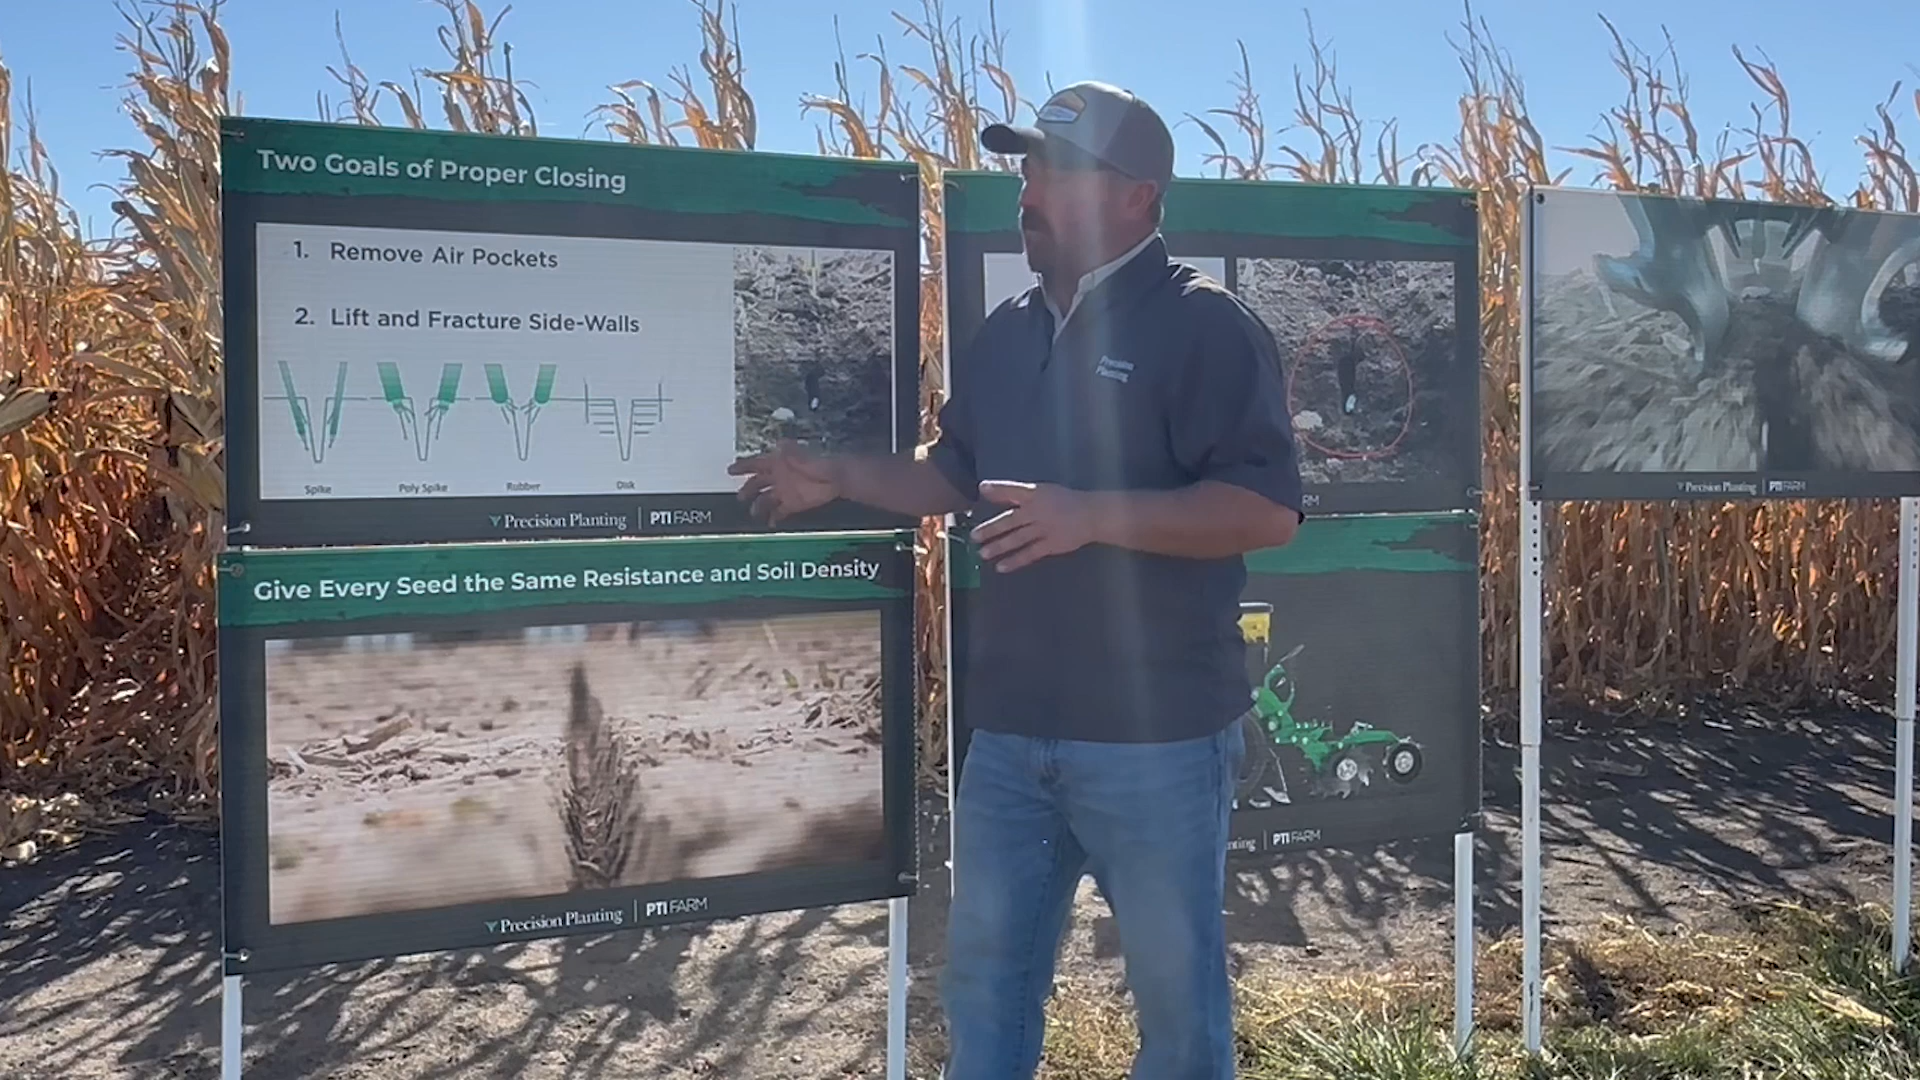 Two Goals of Proper Closing
1. Remove Air Pockets
2. Lift and Fracture Side-Walls
Spike
Poly Spike
Rubber
Disk
Precision Planting | PTI FARM
Give Every Seed the Same Resistance and Soil Density
Precision Planting | PTI FARM
Precision
Planting
PTI FARM
Precision Planting | PTI FARM